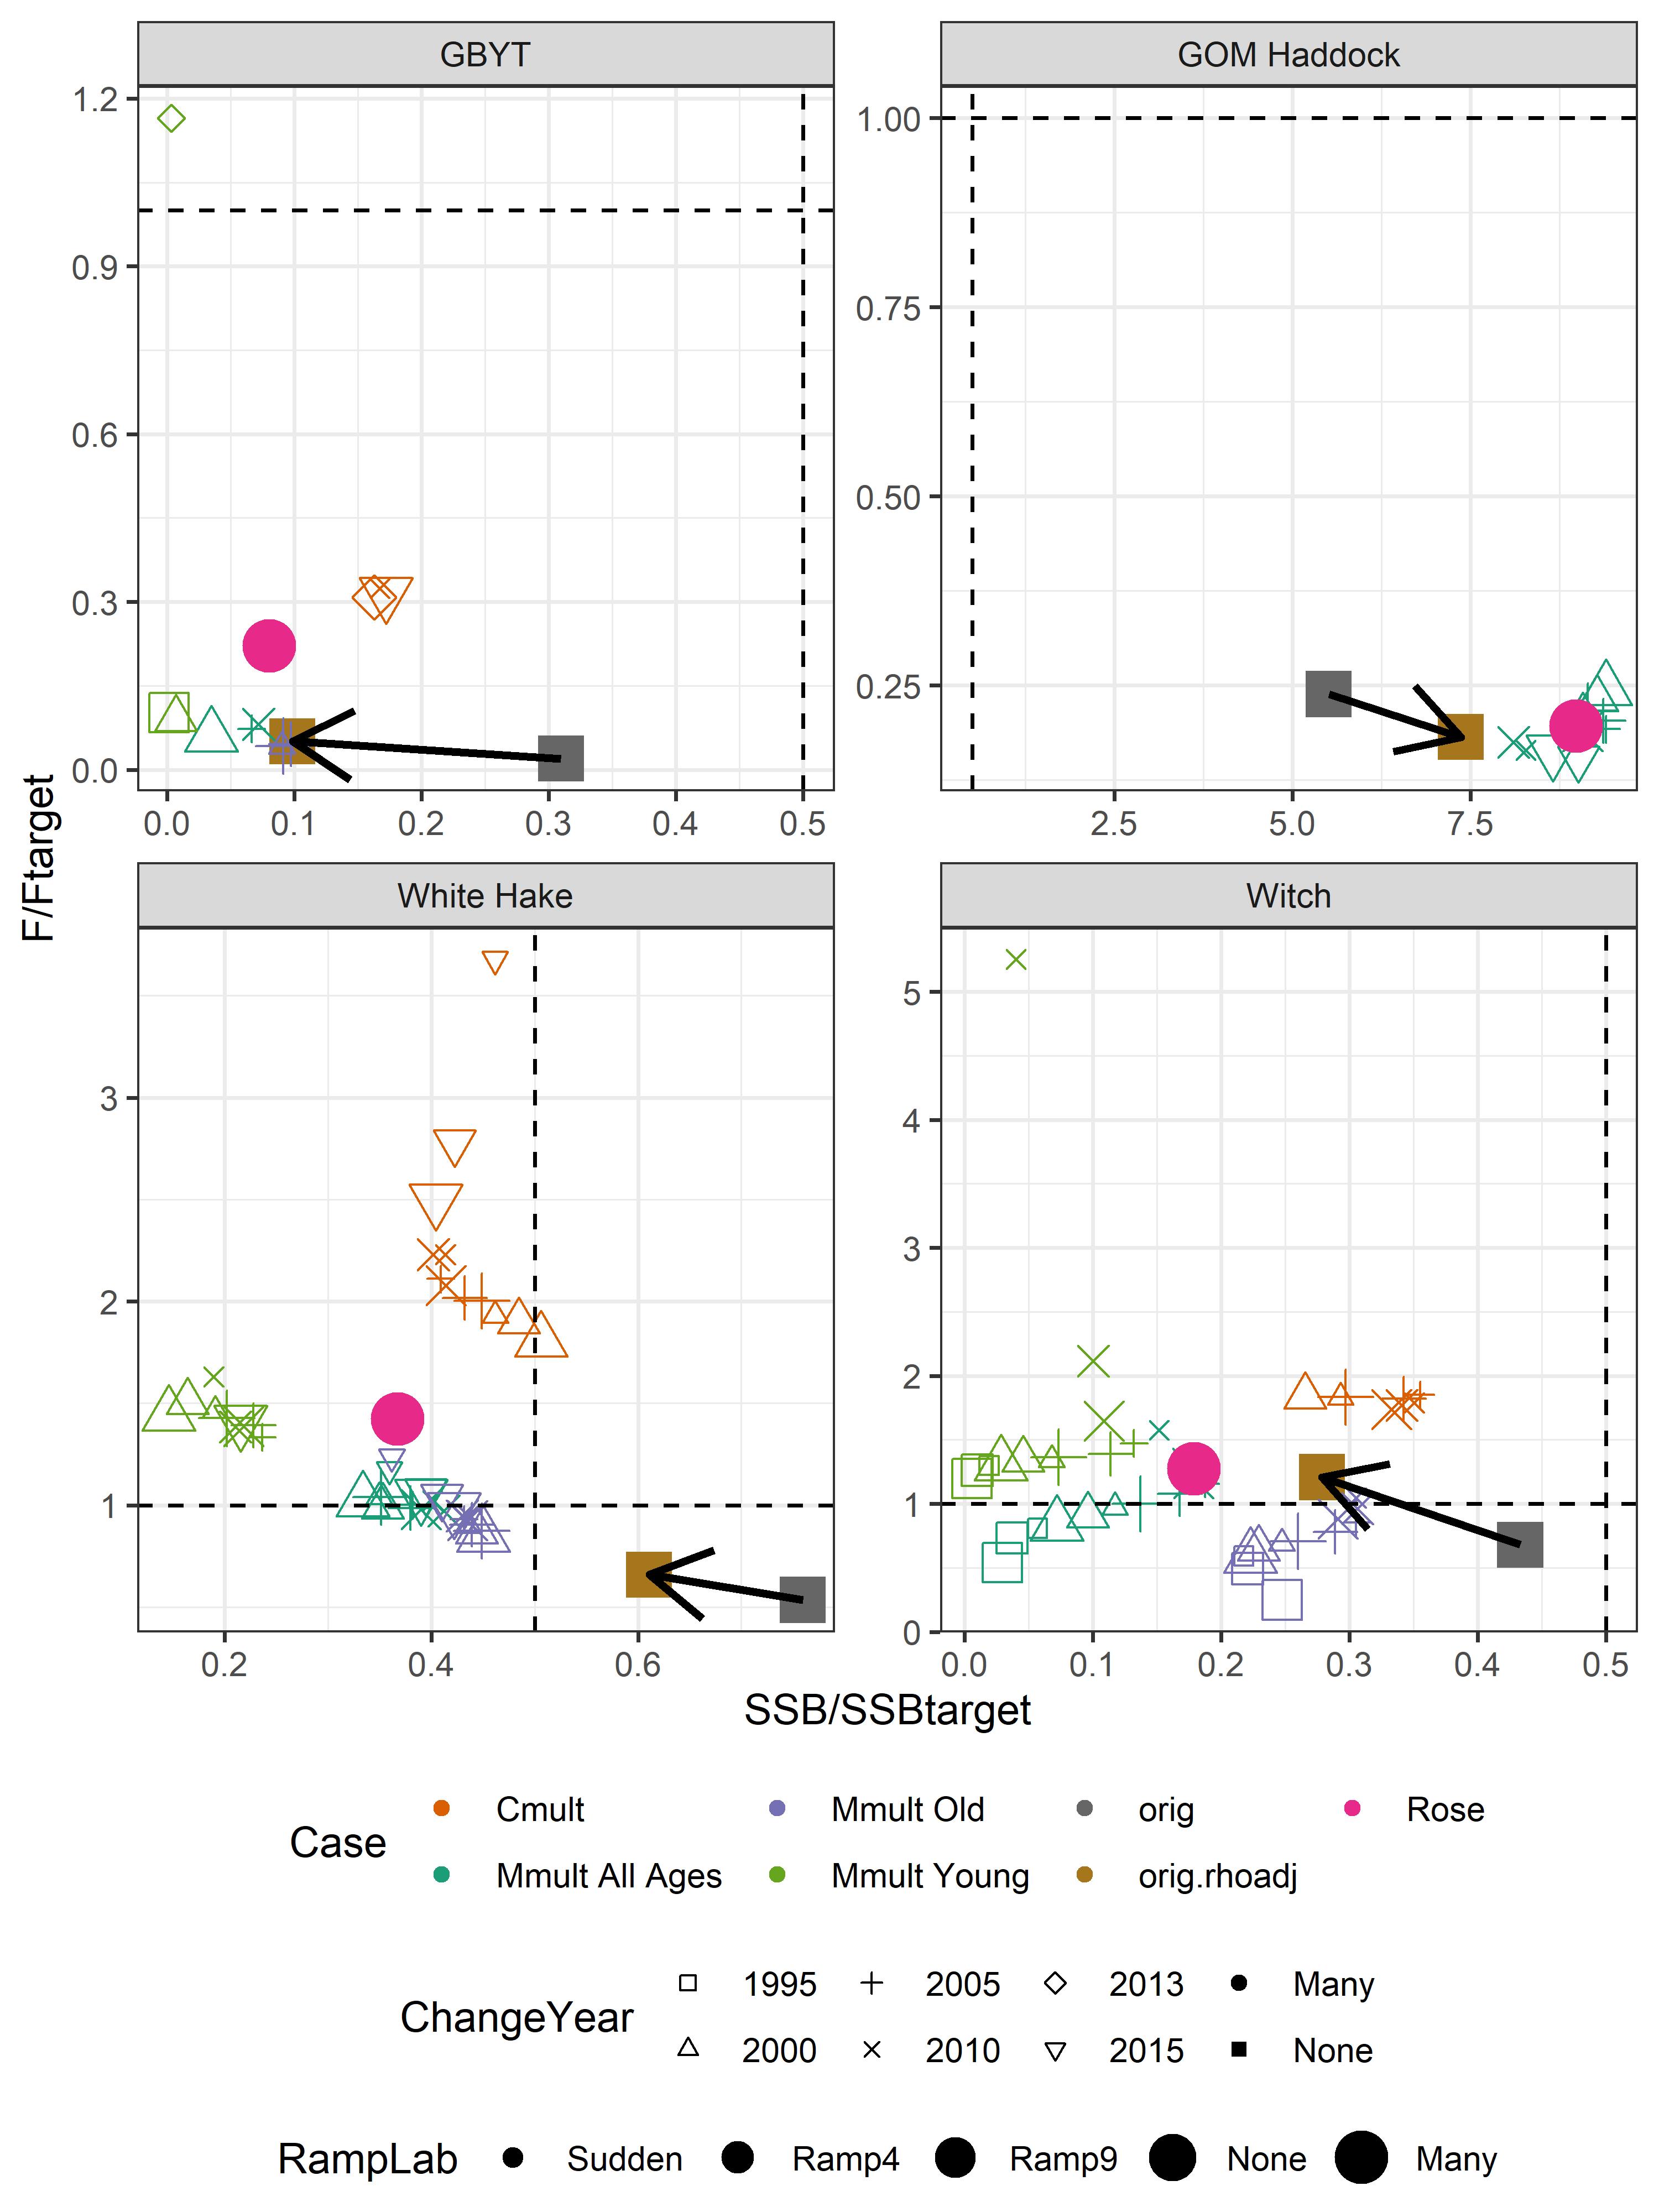 GBYT
GOM Haddock
1.2
0.9
0.6
0.3
0.0
1.00
0.75
0.50
0.25
0.0 0.1 0.2 0.3 0.4 0.5
2.5 5.0 7.5
F/Ftarget
White Hake
Witch
3
2
1
5
4
3
2
1
0
0.2 0.4 0.6
0.0 0.1 0.2 0.3 0.4 0.5
SSB/SSBtarget
Case
Cmult Mmult Old orig Rose
Mmult All Ages Mmult Young orig.rhoadj
ChangeYear
1995 2005 2013 Many
2000 2010 2015 None
RampLab Sudden Ramp4 Ramp9 None Many